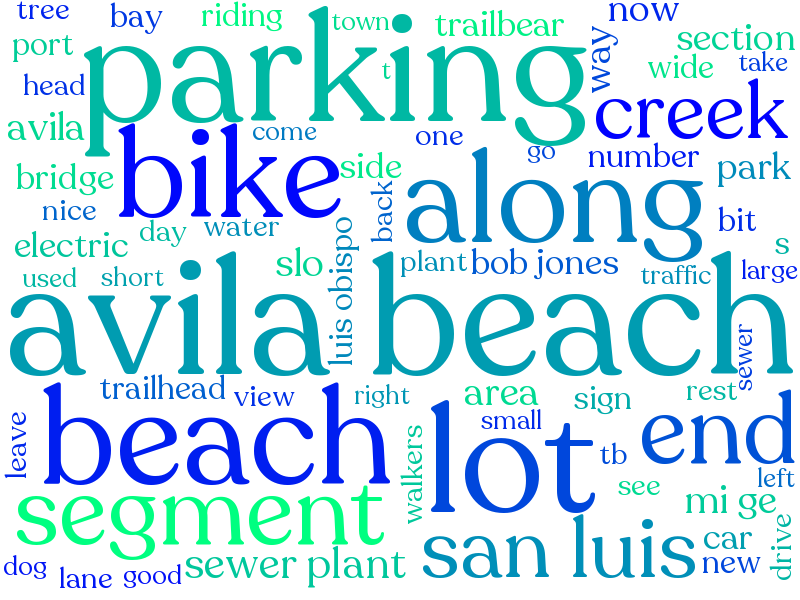 tree
bay
riding
town
trailbear
now
port
parking
t
way
section
head
wide
take
avila
come
one
creek
bridge
bike
side
go
number
park
nice
day
water
back
along
bit
electric
slo
luis obispo
plant
bob jones
s
used
short
traffic
large
avila beach
sewer
trailhead
view
right
area
sign
rest
leave
beach
walkers
lot
small
tb
end
left
segment
see
mi ge
dog
lane
good
sewer plant
san luis
car
new
drive